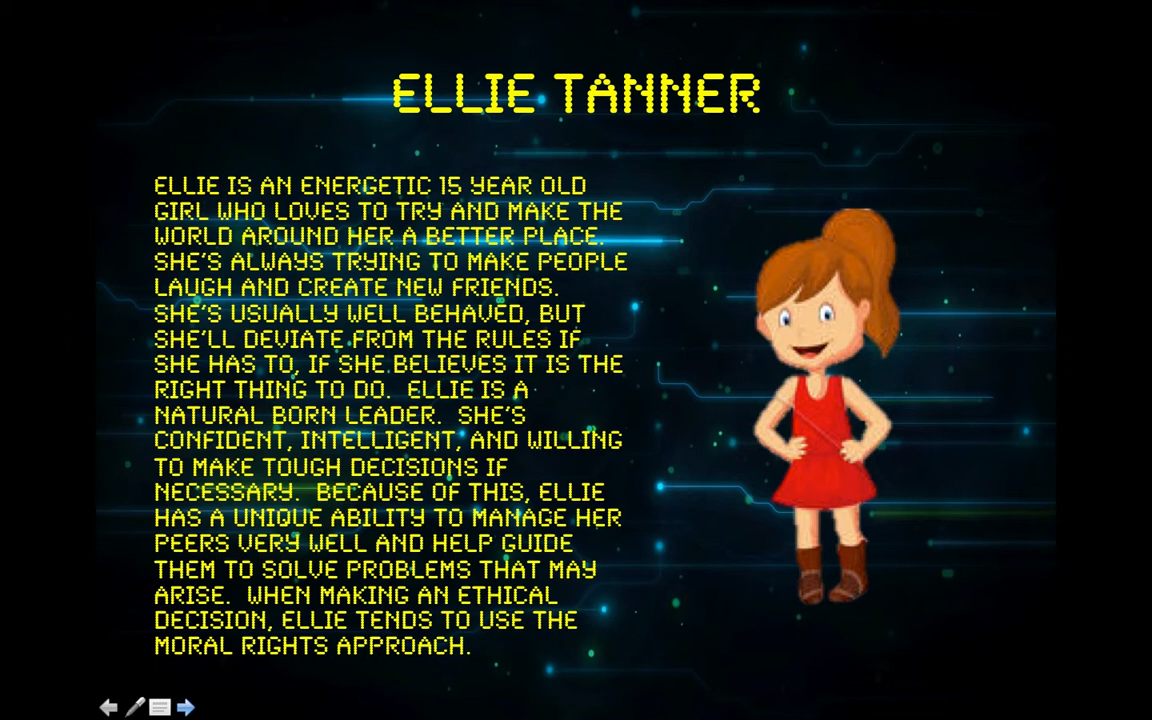 ELLIE TANNER
ELLIE IS AN ENERGETIC 15 YEAR OLD
GIRL WHO LOVES TO TRY AND MAKE THE
WORLD AROUND HER A BETTER PLACE.
SHE'S ALWAYS TRYING TO MAKE PEOPLE
LAUGH AND CREATE NEW FRIENDS.
SHE'S USUALLY WELL BEHAVED, BUT
SHE'LL DEVIATE FROM THE RULES IF
SHE HAS TO, IF SHE BELIEVES IT IS THE
RIGHT THING TO DO.  ELLIE IS A
NATURAL BORN LEADER.  SHE'S
CONFIDENT, INTELLIGENT, AND WILLING
TO MAKE TOUGH DECISIONS IF
NECESSARY.  BECAUSE OF THIS, ELLIE
HAS A UNIQUE ABILITY TO MANAGE HER
PEERS VERY WELL AND HELP GUIDE
THEM TO SOLVE PROBLEMS THAT MAY
ARISE.  WHEN MAKING AN ETHICAL
DECISION, ELLIE TENDS TO USE THE
MORAL RIGHTS APPROACH.